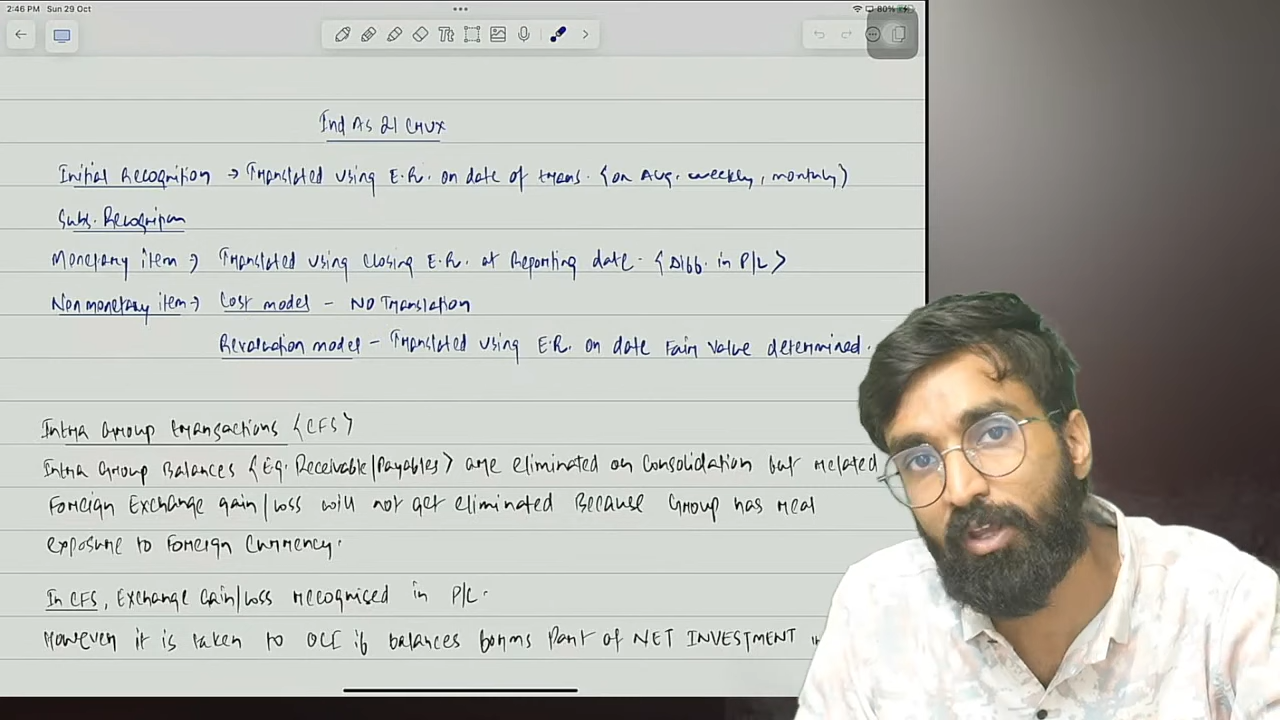 2:46 PM Sun 29 Oct
80%
Ind As 21 CHUX
Initial Recognition → Translated using E.R. on date of trans. {on Avg. weekly, monthly}
Subs. Recognition
Monetary item → Translated using closing E.R. at Reporting date. {Diff. in P/L}
Non monetary item → Cost model - No Translation
Revaluation model - Translated using E.R. on date Fair value determined.
Intra Group transactions {CFS}
Intra Group Balances {Eg. Receivable/Payables} are eliminated on Consolidation but related
Foreign Exchange gain/loss will not get eliminated Because Group has real
exposure to Foreign Currency.
In CFS, Exchange Gain/Loss recognised in P/L.
However it is taken to OCI if balances forms Part of NET INVESTMENT